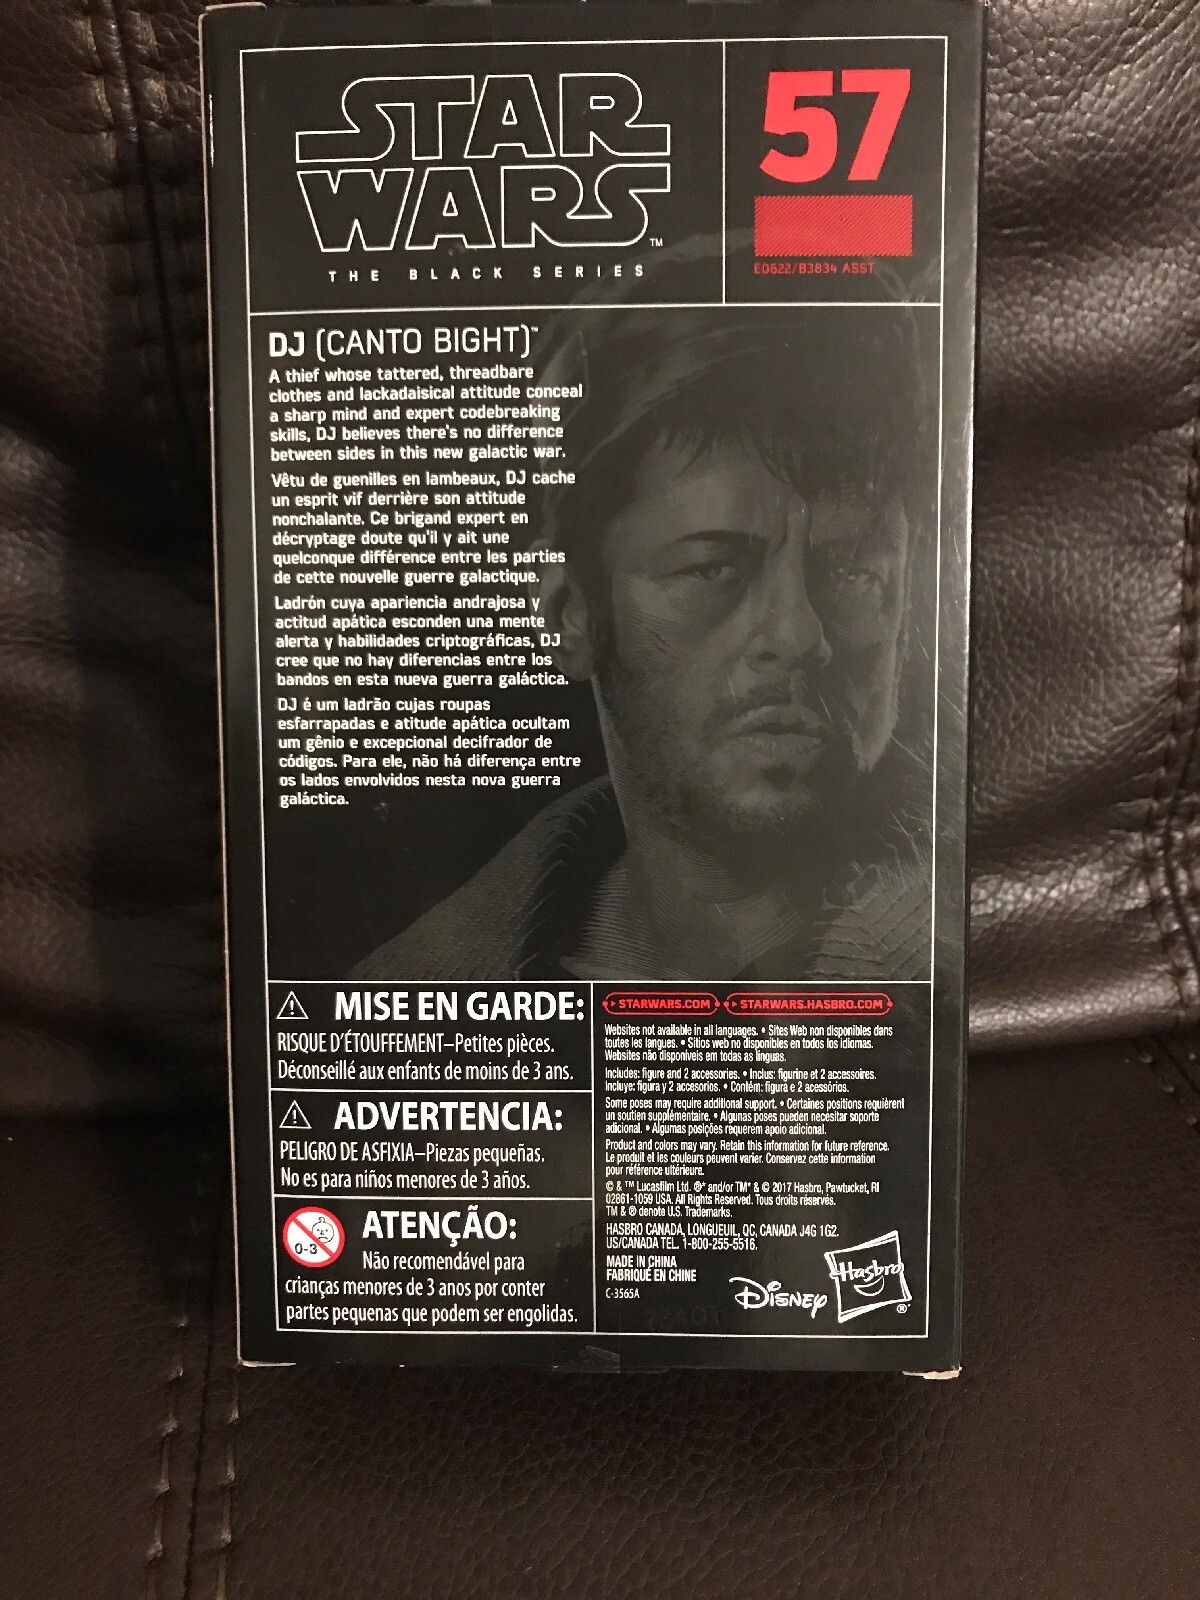 STAR
WARS™
THE BLACK SERIES
57
E0622/B3834 ASST
DJ (CANTO BIGHT)™
A thief whose tattered, threadbare
clothes and lackadaisical attitude conceal
a sharp mind and expert codebreaking
skills, DJ believes there's no difference
between sides in this new galactic war.
Vêtu de guenilles en lambeaux, DJ cache
un esprit vif derrière son attitude
nonchalante. Ce brigand expert en
décryptage doute qu'il y ait une
quelconque différence entre les parties
de cette nouvelle guerre galactique.
Ladrón cuya apariencia andrajosa y
actitud apática esconden una mente
alerta y habilidades criptográficas, DJ
cree que no hay diferencias entre los
bandos en esta nueva guerra galáctica.
DJ é um ladrão cujas roupas
esfarrapadas e atitude apática ocultam
um gênio e excepcional decifrador de
códigos. Para ele, não há diferença entre
os lados envolvidos nesta nova guerra
galáctica.
MISE EN GARDE:
RISQUE D'ÉTOUFFEMENT–Petites pièces.
Déconseillé aux enfants de moins de 3 ans.
ADVERTENCIA:
PELIGRO DE ASFIXIA–Piezas pequeñas.
No es para niños menores de 3 años.
0-3
ATENÇÃO:
Não recomendável para
crianças menores de 3 anos por conter
partes pequenas que podem ser engolidas.
STARWARS.COM STARWARS.HASBRO.COM
Websites not available in all languages. • Sites Web non disponibles dans
toutes les langues. • Sitios web no disponibles en todos los idiomas.
Websites não disponíveis em todas as línguas.
Includes: figure and 2 accessories. • Inclus: figurine et 2 accessoires.
Incluye: figura y 2 accesorios. • Contém: figura e 2 acessórios.
Some poses may require additional support. • Certaines positions requièrent
un soutien supplémentaire. • Algunas poses pueden necesitar soporte
adicional. • Algumas posições requerem apoio adicional.
Product and colors may vary. Retain this information for future reference.
Le produit et les couleurs peuvent varier. Conservez cette information
pour référence ultérieure.
© & ™ Lucasfilm Ltd. ®* and/or TM* & © 2017 Hasbro, Pawtucket, RI
02861-1059 USA. All Rights Reserved. Tous droits réservés.
TM & ® denote U.S. Trademarks.
HASBRO CANADA, LONGUEUIL, QC, CANADA J4G 1G2.
US/CANADA TEL. 1-800-255-5516.
MADE IN CHINA
FABRIQUÉ EN CHINE
C-3565A
Disney
Hasbro®